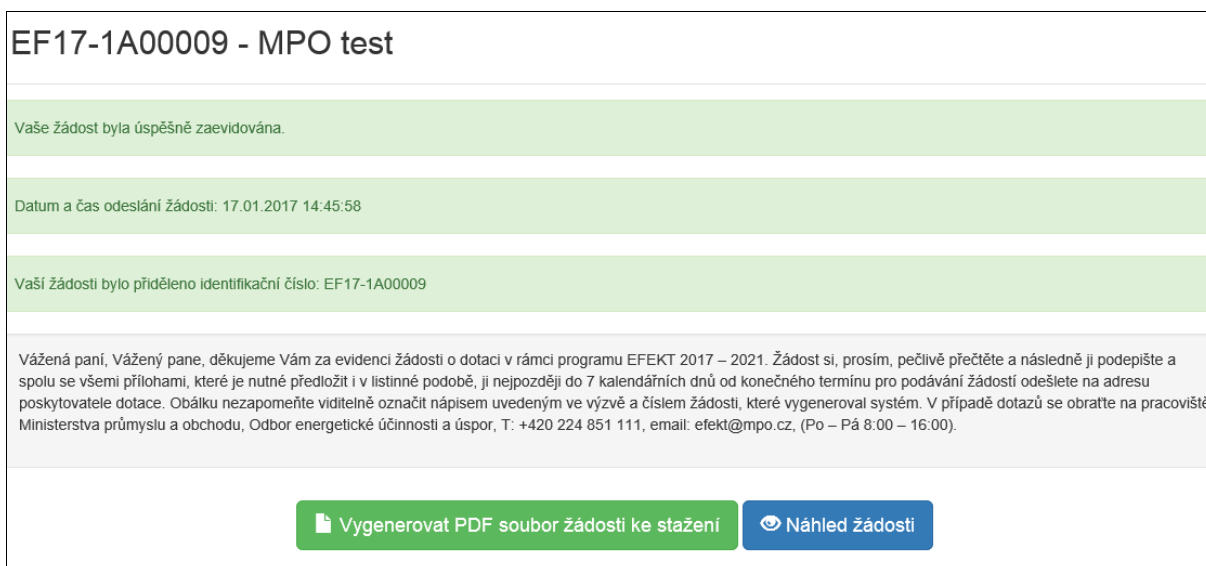 EF17-1A00009 - MPO test
Vaše žádost byla úspěšně zaevidována.
Datum a čas odeslání žádosti: 17.01.2017 14:45:58
Vaší žádosti bylo přiděleno identifikační číslo: EF17-1A00009
Vážená paní, Vážený pane, děkujeme Vám za evidenci žádosti o dotaci v rámci programu EFEKT 2017 – 2021. Žádost si, prosím, pečlivě přečtěte a následně ji podepište a
spolu se všemi přílohami, které je nutné předložit i v listinné podobě, ji nejpozději do 7 kalendářních dnů od konečného termínu pro podávání žádostí odešlete na adresu
poskytovatele dotace. Obálku nezapomeňte viditelně označit nápisem uvedeným ve výzvě a číslem žádosti, které vygeneroval systém. V případě dotazů se obraťte na pracoviště
Ministerstva průmyslu a obchodu, Odbor energetické účinnosti a úspor, T: +420 224 851 111, email: efekt@mpo.cz, (Po – Pá 8:00 – 16:00).
Vygenerovat PDF soubor žádosti ke stažení Náhled žádosti